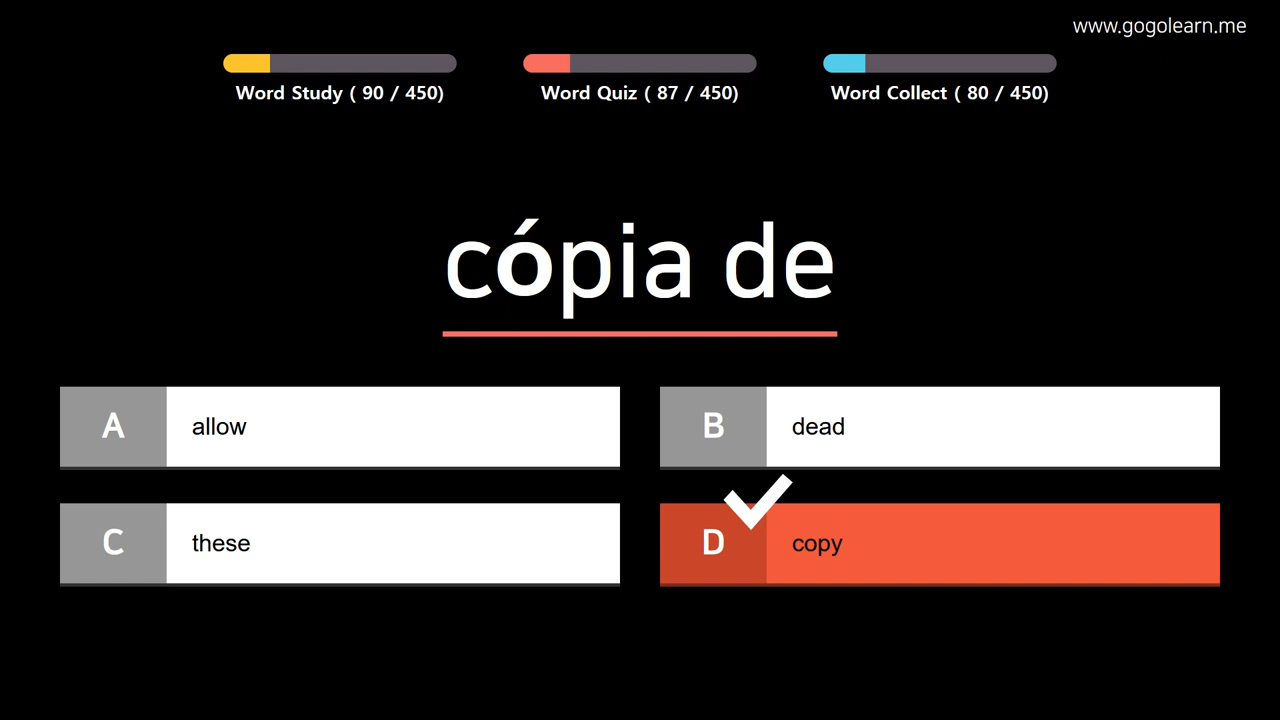 www.gogolearn.me
Word Study ( 90 / 450) Word Quiz ( 87 / 450) Word Collect ( 80 / 450)
cópia de
A allow
B dead
C these
D copy